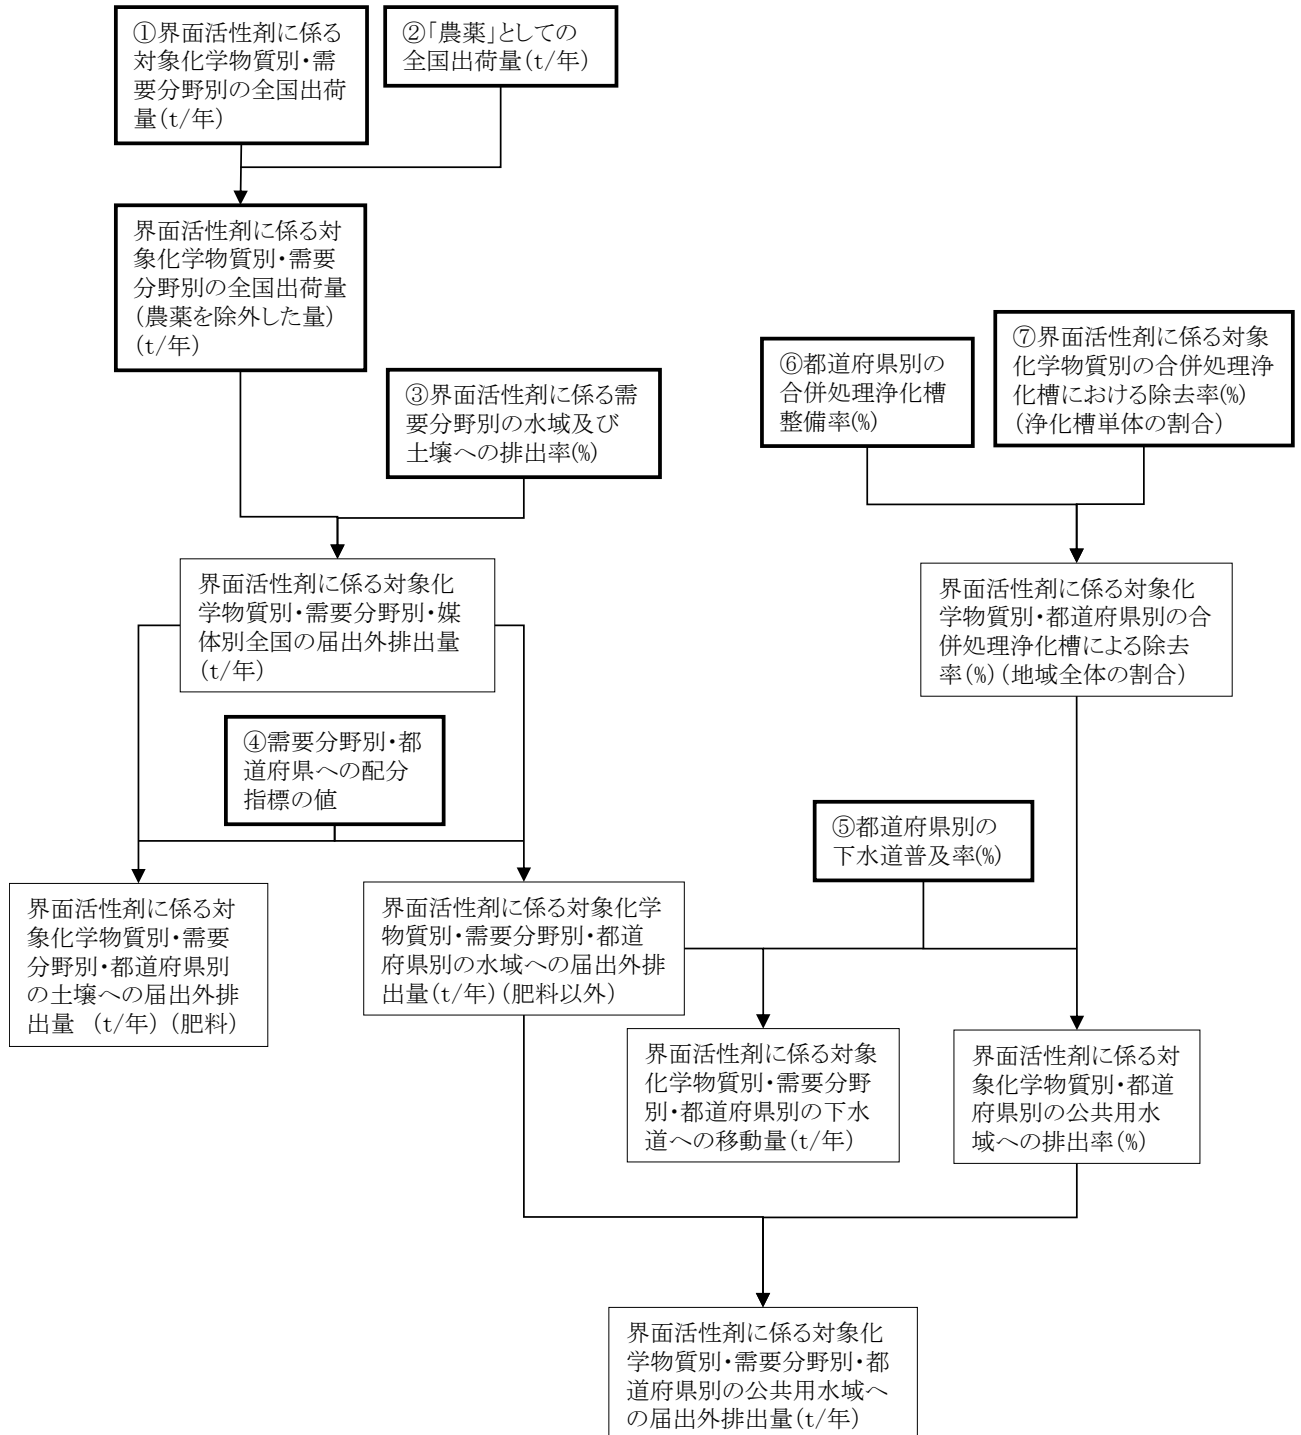 ①界面活性剤に係る
対象化学物質別・需
要分野別の全国出荷
量(t/年)
②「農薬」としての
全国出荷量(t/年)
界面活性剤に係る対
象化学物質別・需要
分野別の全国出荷量
(農薬を除外した量)
(t/年)
③界面活性剤に係る需
要分野別の水域及び
土壌への排出率(%)
⑥都道府県別の
合併処理浄化槽
整備率(%)
⑦界面活性剤に係る対象
化学物質別の合併処理浄
化槽における除去率(%)
(浄化槽単体の割合)
界面活性剤に係る対象化
学物質別・需要分野別・媒
体別全国の届出外排出量
(t/年)
界面活性剤に係る対象化
学物質別・都道府県別の合
併処理浄化槽による除去
率(%)(地域全体の割合)
④需要分野別・都
道府県への配分
指標の値
⑤都道府県別の
下水道普及率(%)
界面活性剤に係る対
象化学物質別・需要
分野別・都道府県別
の土壌への届出外排
出量 (t/年)(肥料)
界面活性剤に係る対象化学
物質別・需要分野別・都道
府県別の水域への届出外排
出量(t/年)(肥料以外)
界面活性剤に係る対象
化学物質別・需要分野
別・都道府県別の下水
道への移動量(t/年)
界面活性剤に係る対
象化学物質別・都道
府県別の公共用水
域への排出率(%)
界面活性剤に係る対象化
学物質別・需要分野別・都
道府県別の公共用水域へ
の届出外排出量(t/年)